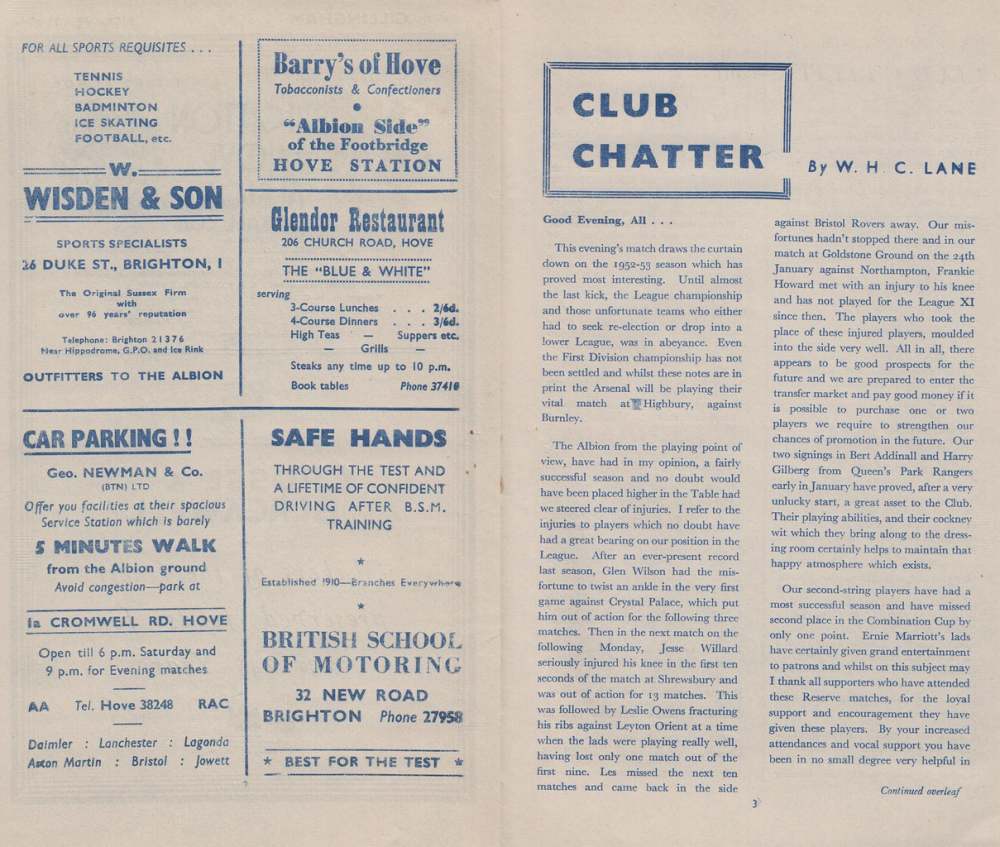 FOR ALL SPORTS REQUISITES . . .
TENNIS
HOCKEY
BADMINTON
ICE SKATING
FOOTBALL, etc.
W.
WISDEN & SON
SPORTS SPECIALISTS
26 DUKE ST., BRIGHTON, 1
The Original Sussex Firm
with
over 96 years' reputation
Telephone: Brighton 21376
Near Hippodrome, G.P.O. and Ice Rink
OUTFITTERS TO THE ALBION
Barry's of Hove
Tobacconists & Confectioners
"Albion Side"
of the Footbridge
HOVE STATION
Glendor Restaurant
206 CHURCH ROAD, HOVE
THE "BLUE & WHITE"
serving
3-Course Lunches . . . 2/6d.
4-Course Dinners . . . 3/6d.
High Teas — Suppers etc.
— Grills —
Steaks any time up to 10 p.m.
Book tables Phone 37410
CAR PARKING ! !
Geo. NEWMAN & Co.
(BTN) LTD
Offer you facilities at their spacious
Service Station which is barely
5 MINUTES WALK
from the Albion ground
Avoid congestion—park at
1a CROMWELL RD. HOVE
Open till 6 p.m. Saturday and
9 p.m. for Evening matches
AA Tel. Hove 38248 RAC
Daimler : Lanchester : Lagonda
Aston Martin : Bristol : Jowett
SAFE HANDS
THROUGH THE TEST AND
A LIFETIME OF CONFIDENT
DRIVING AFTER B.S.M.
TRAINING
★
Established 1910—Branches Everywhere
★
BRITISH SCHOOL
OF MOTORING
32 NEW ROAD
BRIGHTON Phone 27958
★ BEST FOR THE TEST ★
CLUB
CHATTER
By W. H. C. LANE
Good Evening, All . . .
This evening's match draws the curtain
down on the 1952-53 season which has
proved most interesting. Until almost
the last kick, the League championship
and those unfortunate teams who either
had to seek re-election or drop into a
lower League, was in abeyance. Even
the First Division championship has not
been settled and whilst these notes are in
print the Arsenal will be playing their
vital match at Highbury, against
Burnley.
The Albion from the playing point of
view, have had in my opinion, a fairly
successful season and no doubt would
have been placed higher in the Table had
we steered clear of injuries. I refer to the
injuries to players which no doubt have
had a great bearing on our position in the
League. After an ever-present record
last season, Glen Wilson had the mis-
fortune to twist an ankle in the very first
game against Crystal Palace, which put
him out of action for the following three
matches. Then in the next match on the
following Monday, Jesse Willard
seriously injured his knee in the first ten
seconds of the match at Shrewsbury and
was out of action for 13 matches. This
was followed by Leslie Owens fracturing
his ribs against Leyton Orient at a time
when the lads were playing really well,
having lost only one match out of the
first nine. Les missed the next ten
matches and came back in the side
against Bristol Rovers away. Our mis-
fortunes hadn't stopped there and in our
match at Goldstone Ground on the 24th
January against Northampton, Frankie
Howard met with an injury to his knee
and has not played for the League XI
since then. The players who took the
place of these injured players, moulded
into the side very well. All in all, there
appears to be good prospects for the
future and we are prepared to enter the
transfer market and pay good money if it
is possible to purchase one or two
players we require to strengthen our
chances of promotion in the future. Our
two signings in Bert Addinall and Harry
Gilberg from Queen's Park Rangers
early in January have proved, after a very
unlucky start, a great asset to the Club.
Their playing abilities, and their cockney
wit which they bring along to the dress-
ing room certainly helps to maintain that
happy atmosphere which exists.
Our second-string players have had a
most successful season and have missed
second place in the Combination Cup by
only one point. Ernie Marriott's lads
have certainly given grand entertainment
to patrons and whilst on this subject may
I thank all supporters who have attended
these Reserve matches, for the loyal
support and encouragement they have
given these players. By your increased
attendances and vocal support you have
been in no small degree very helpful in
Continued overleaf
3